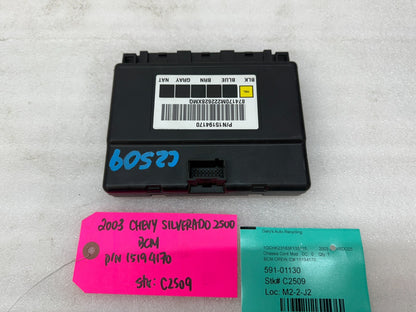 BLK BLUE BRN GRAY NAT
P/N15194170
C2509
2003 CHEVY SILVERADO 2500
BCM
P/N 15194170
Stk: C2509
Gary's Auto Recycling
591-01130
Stk# C2509
Loc: M2-2-J2